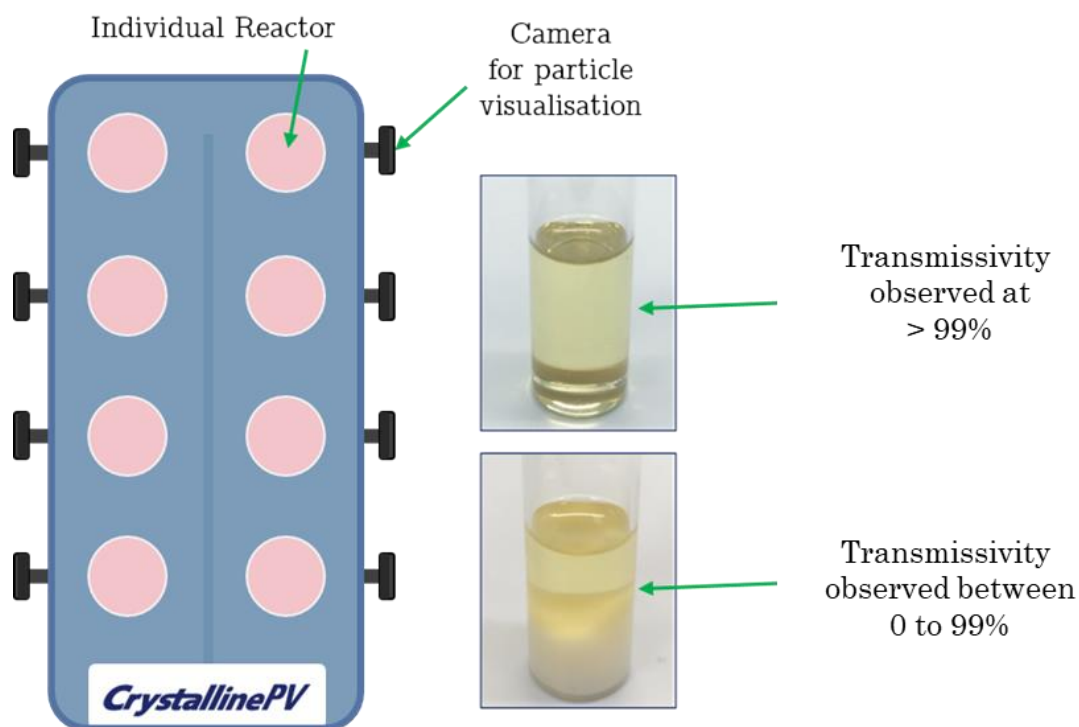 Individual Reactor
Camera
for particle
visualisation
Transmissivity
observed at
> 99%
Transmissivity
observed between
0 to 99%
CrystallinePV